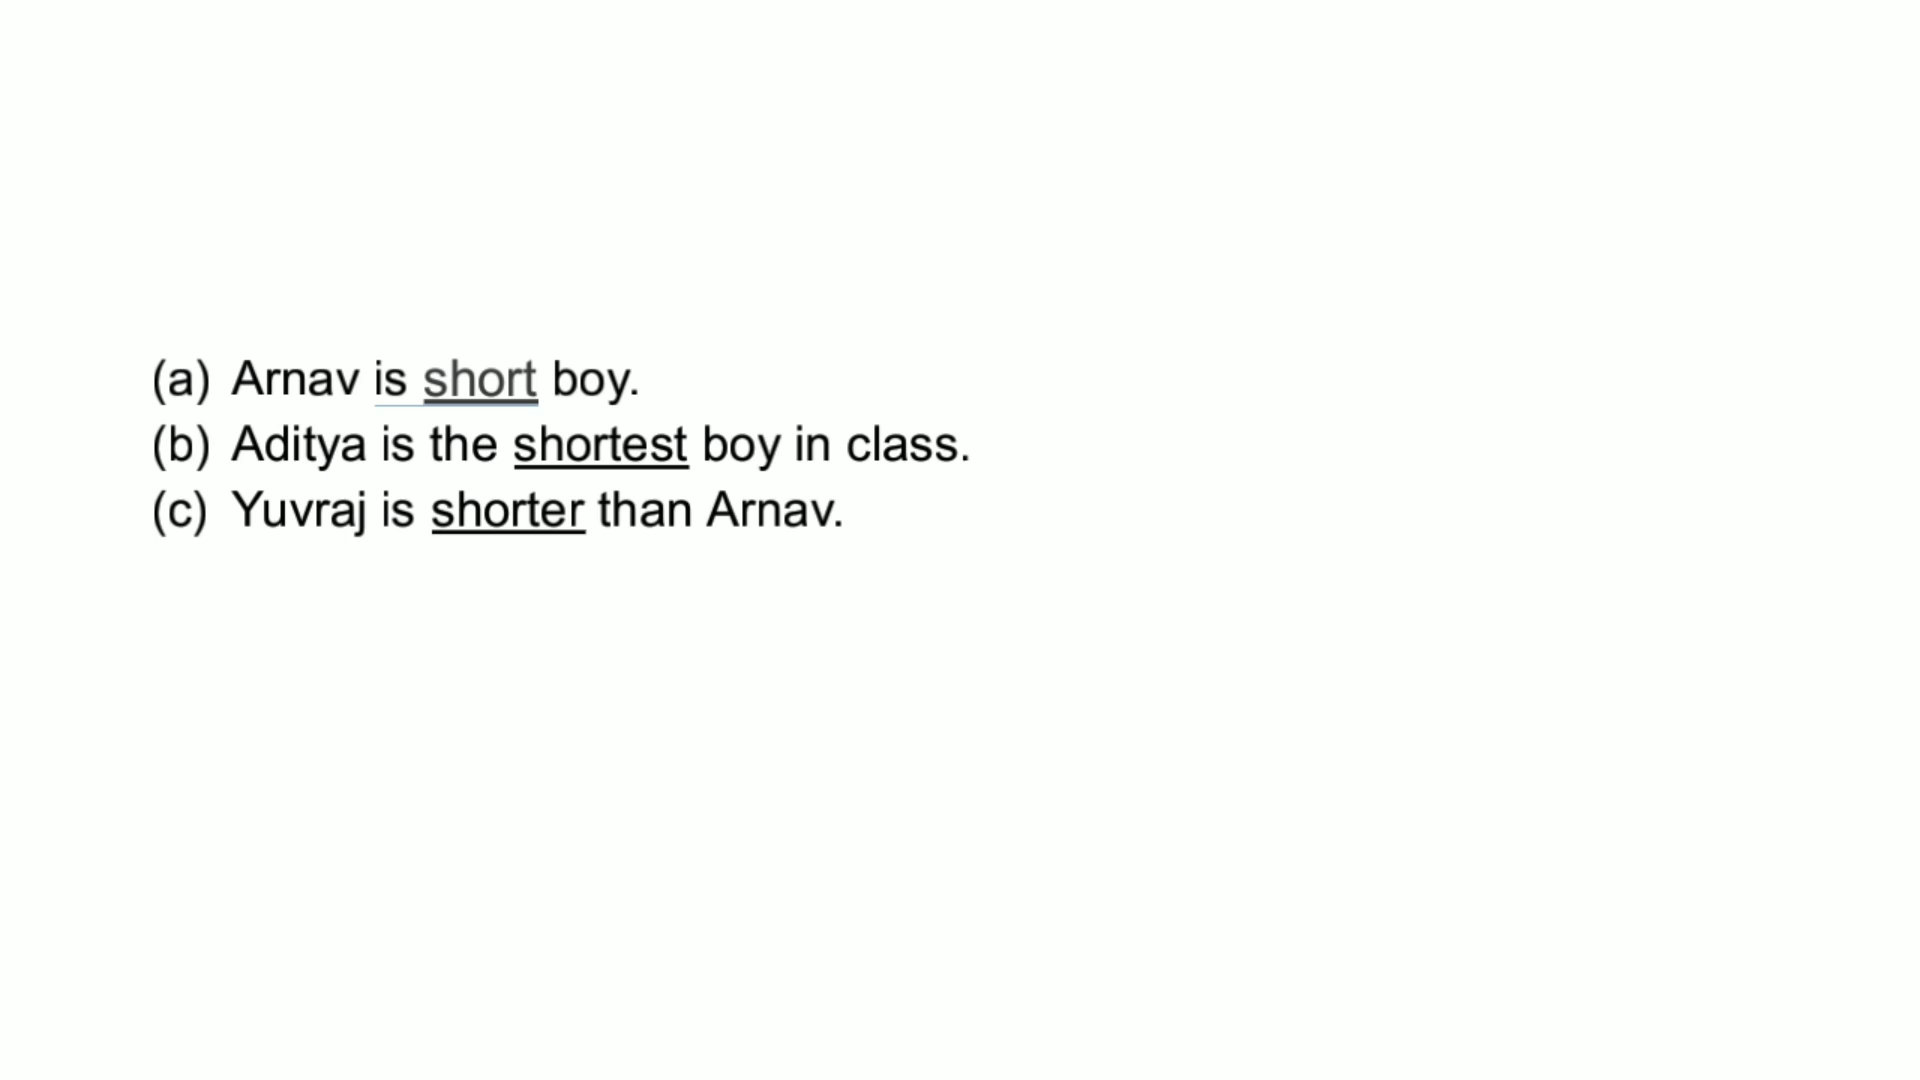 (a) Arnav is short boy.
(b) Aditya is the shortest boy in class.
(c) Yuvraj is shorter than Arnav.